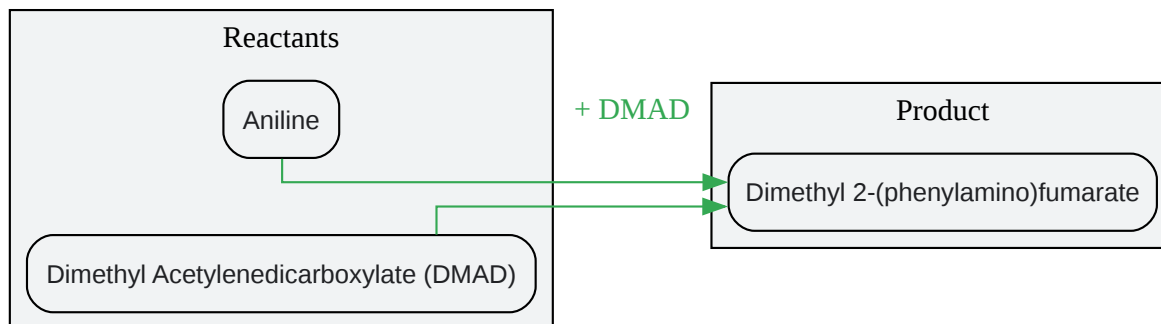 Reactants
Aniline
Dimethyl Acetylenedicarboxylate (DMAD)
+ DMAD
Product
Dimethyl 2-(phenylamino)fumarate